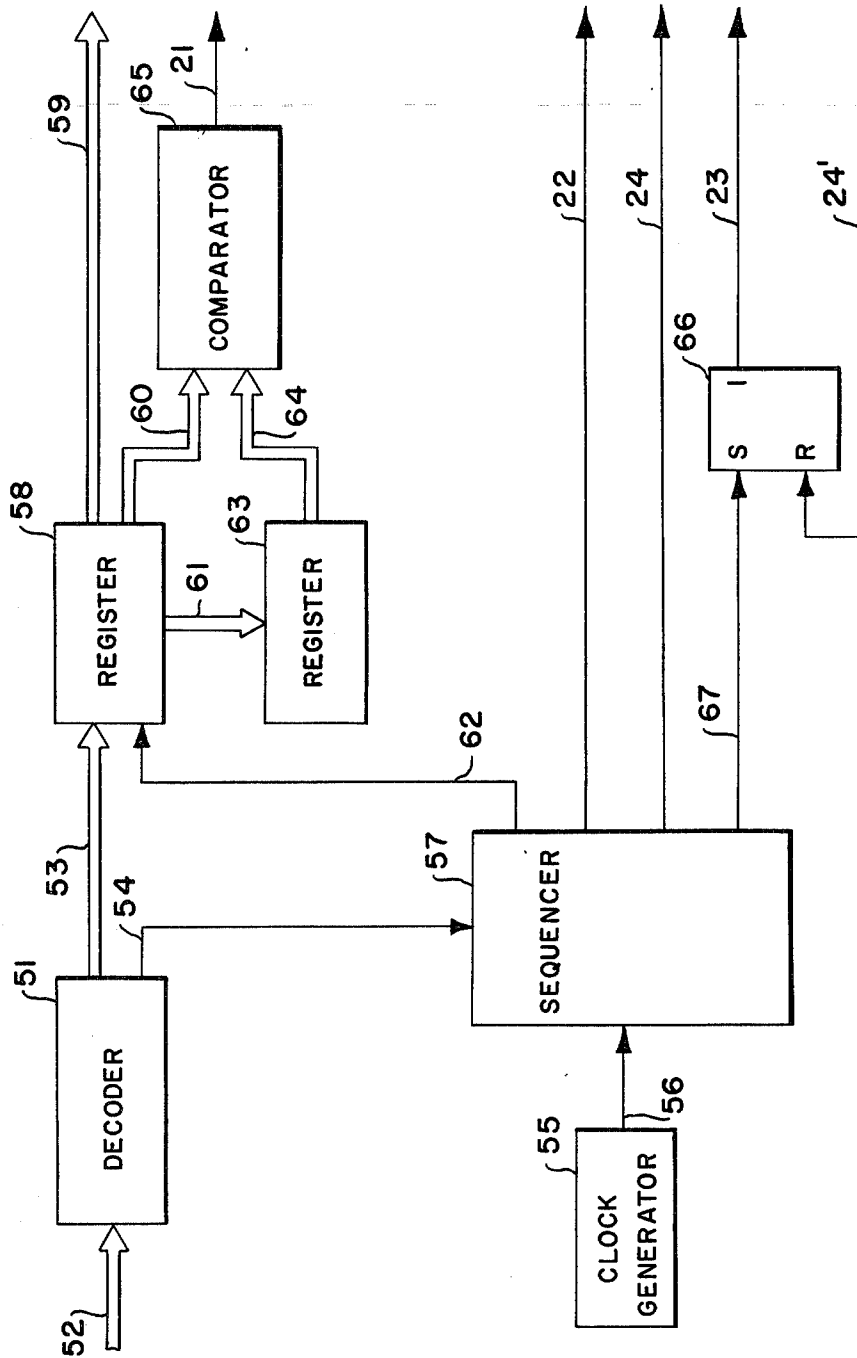 52
DECODER
51
53
54
REGISTER
58
59
60
61
REGISTER
63
64
COMPARATOR
65
21
62
CLOCK
GENERATOR
55
56
SEQUENCER
57
22
24
67
S
I
R
66
23
24'